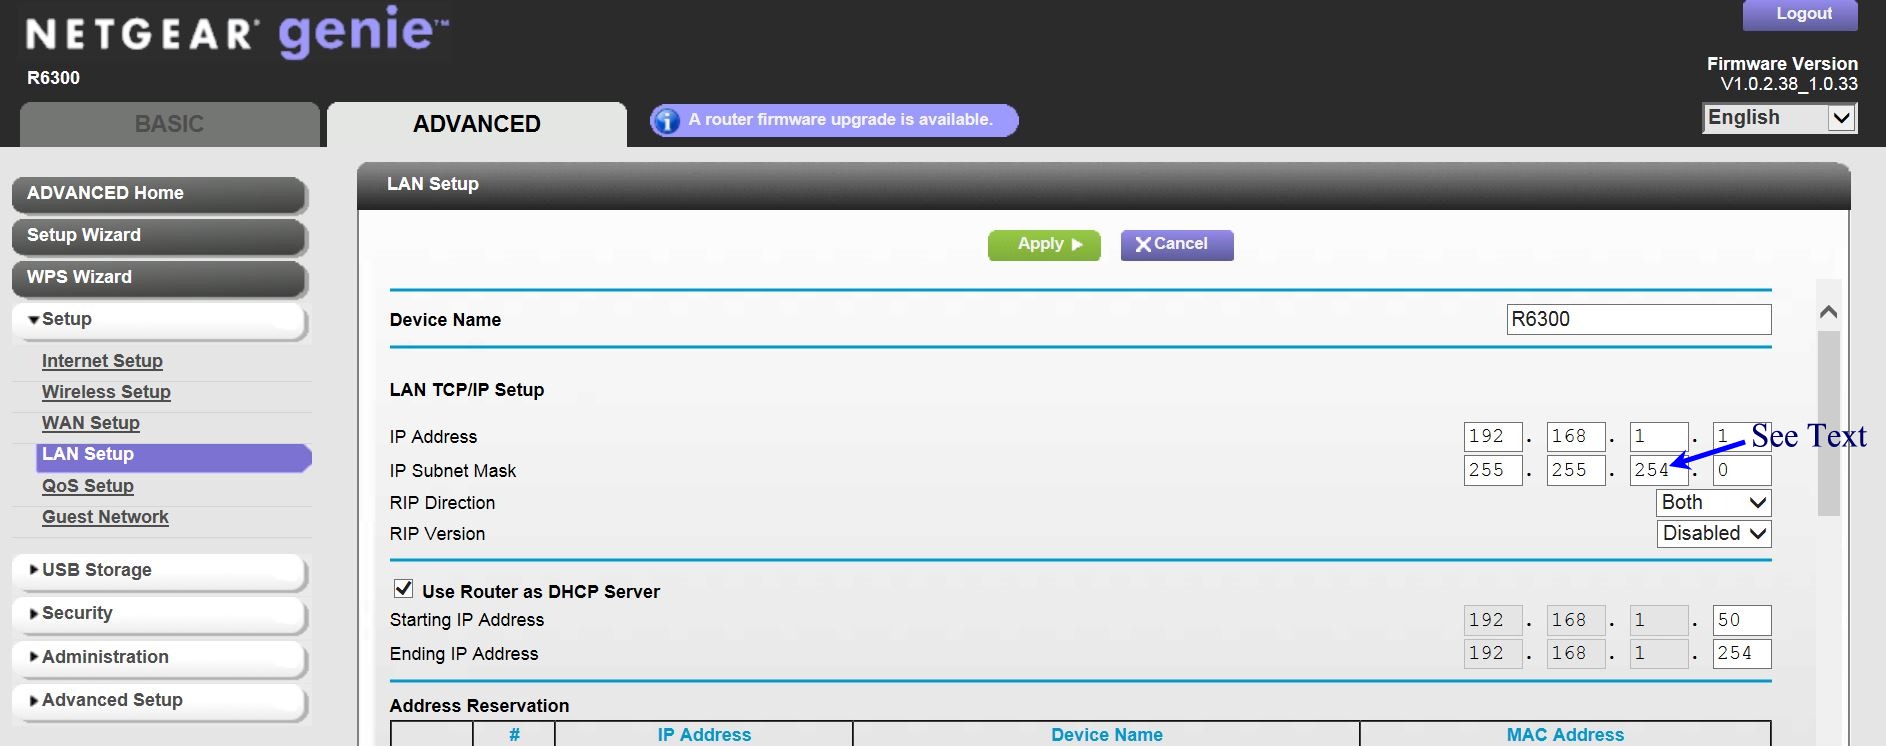 NETGEAR® genie™
Logout
R6300
Firmware Version
V1.0.2.38_1.0.33
BASIC
ADVANCED
A router firmware upgrade is available.
English
ADVANCED Home
Setup Wizard
WPS Wizard
Setup
Internet Setup
Wireless Setup
WAN Setup
LAN Setup
QoS Setup
Guest Network
USB Storage
Security
Administration
Advanced Setup
LAN Setup
Apply
Cancel
Device Name R6300
LAN TCP/IP Setup
IP Address 192 . 168 . 1 . 1
See Text
IP Subnet Mask 255 . 255 . 254 . 0
RIP Direction Both
RIP Version Disabled
Use Router as DHCP Server
Starting IP Address 192 . 168 . 1 . 50
Ending IP Address 192 . 168 . 1 . 254
Address Reservation
# IP Address Device Name MAC Address